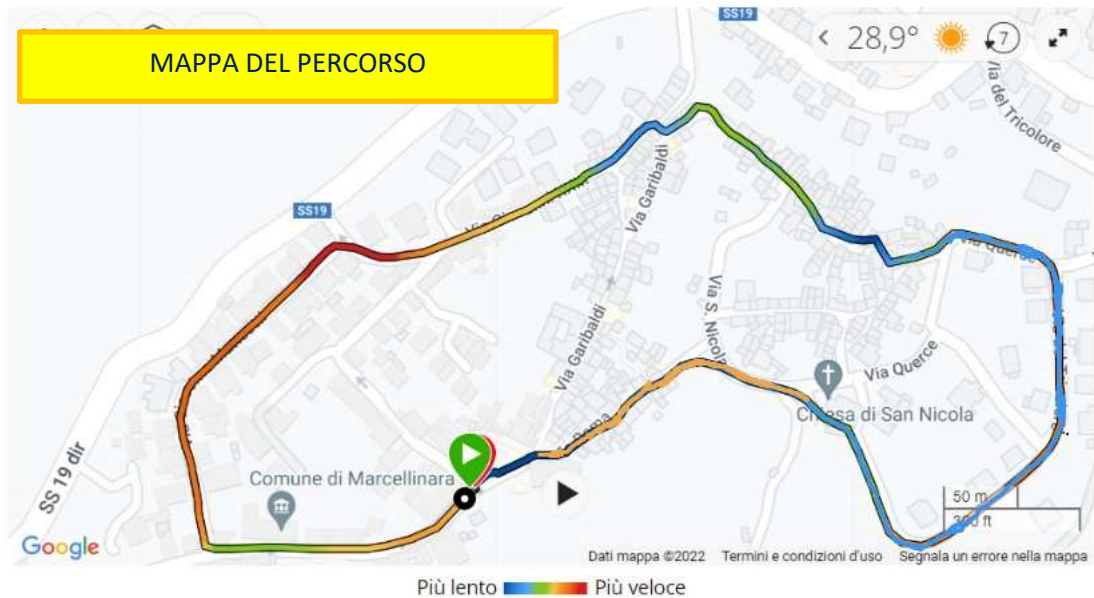 SS19
28,9°
7
MAPPA DEL PERCORSO
Via del Tricolore
Via Garibaldi
SS19
Via Querce
Via S. Nicola
Via Garibaldi
Via Querce
Chiesa di San Nicola
Roma
Comune di Marcellinara
SS 19 dir
50 m
300 ft
Google
Dati mappa ©2022 Termini e condizioni d'uso Segnala un errore nella mappa
Più lento Più veloce